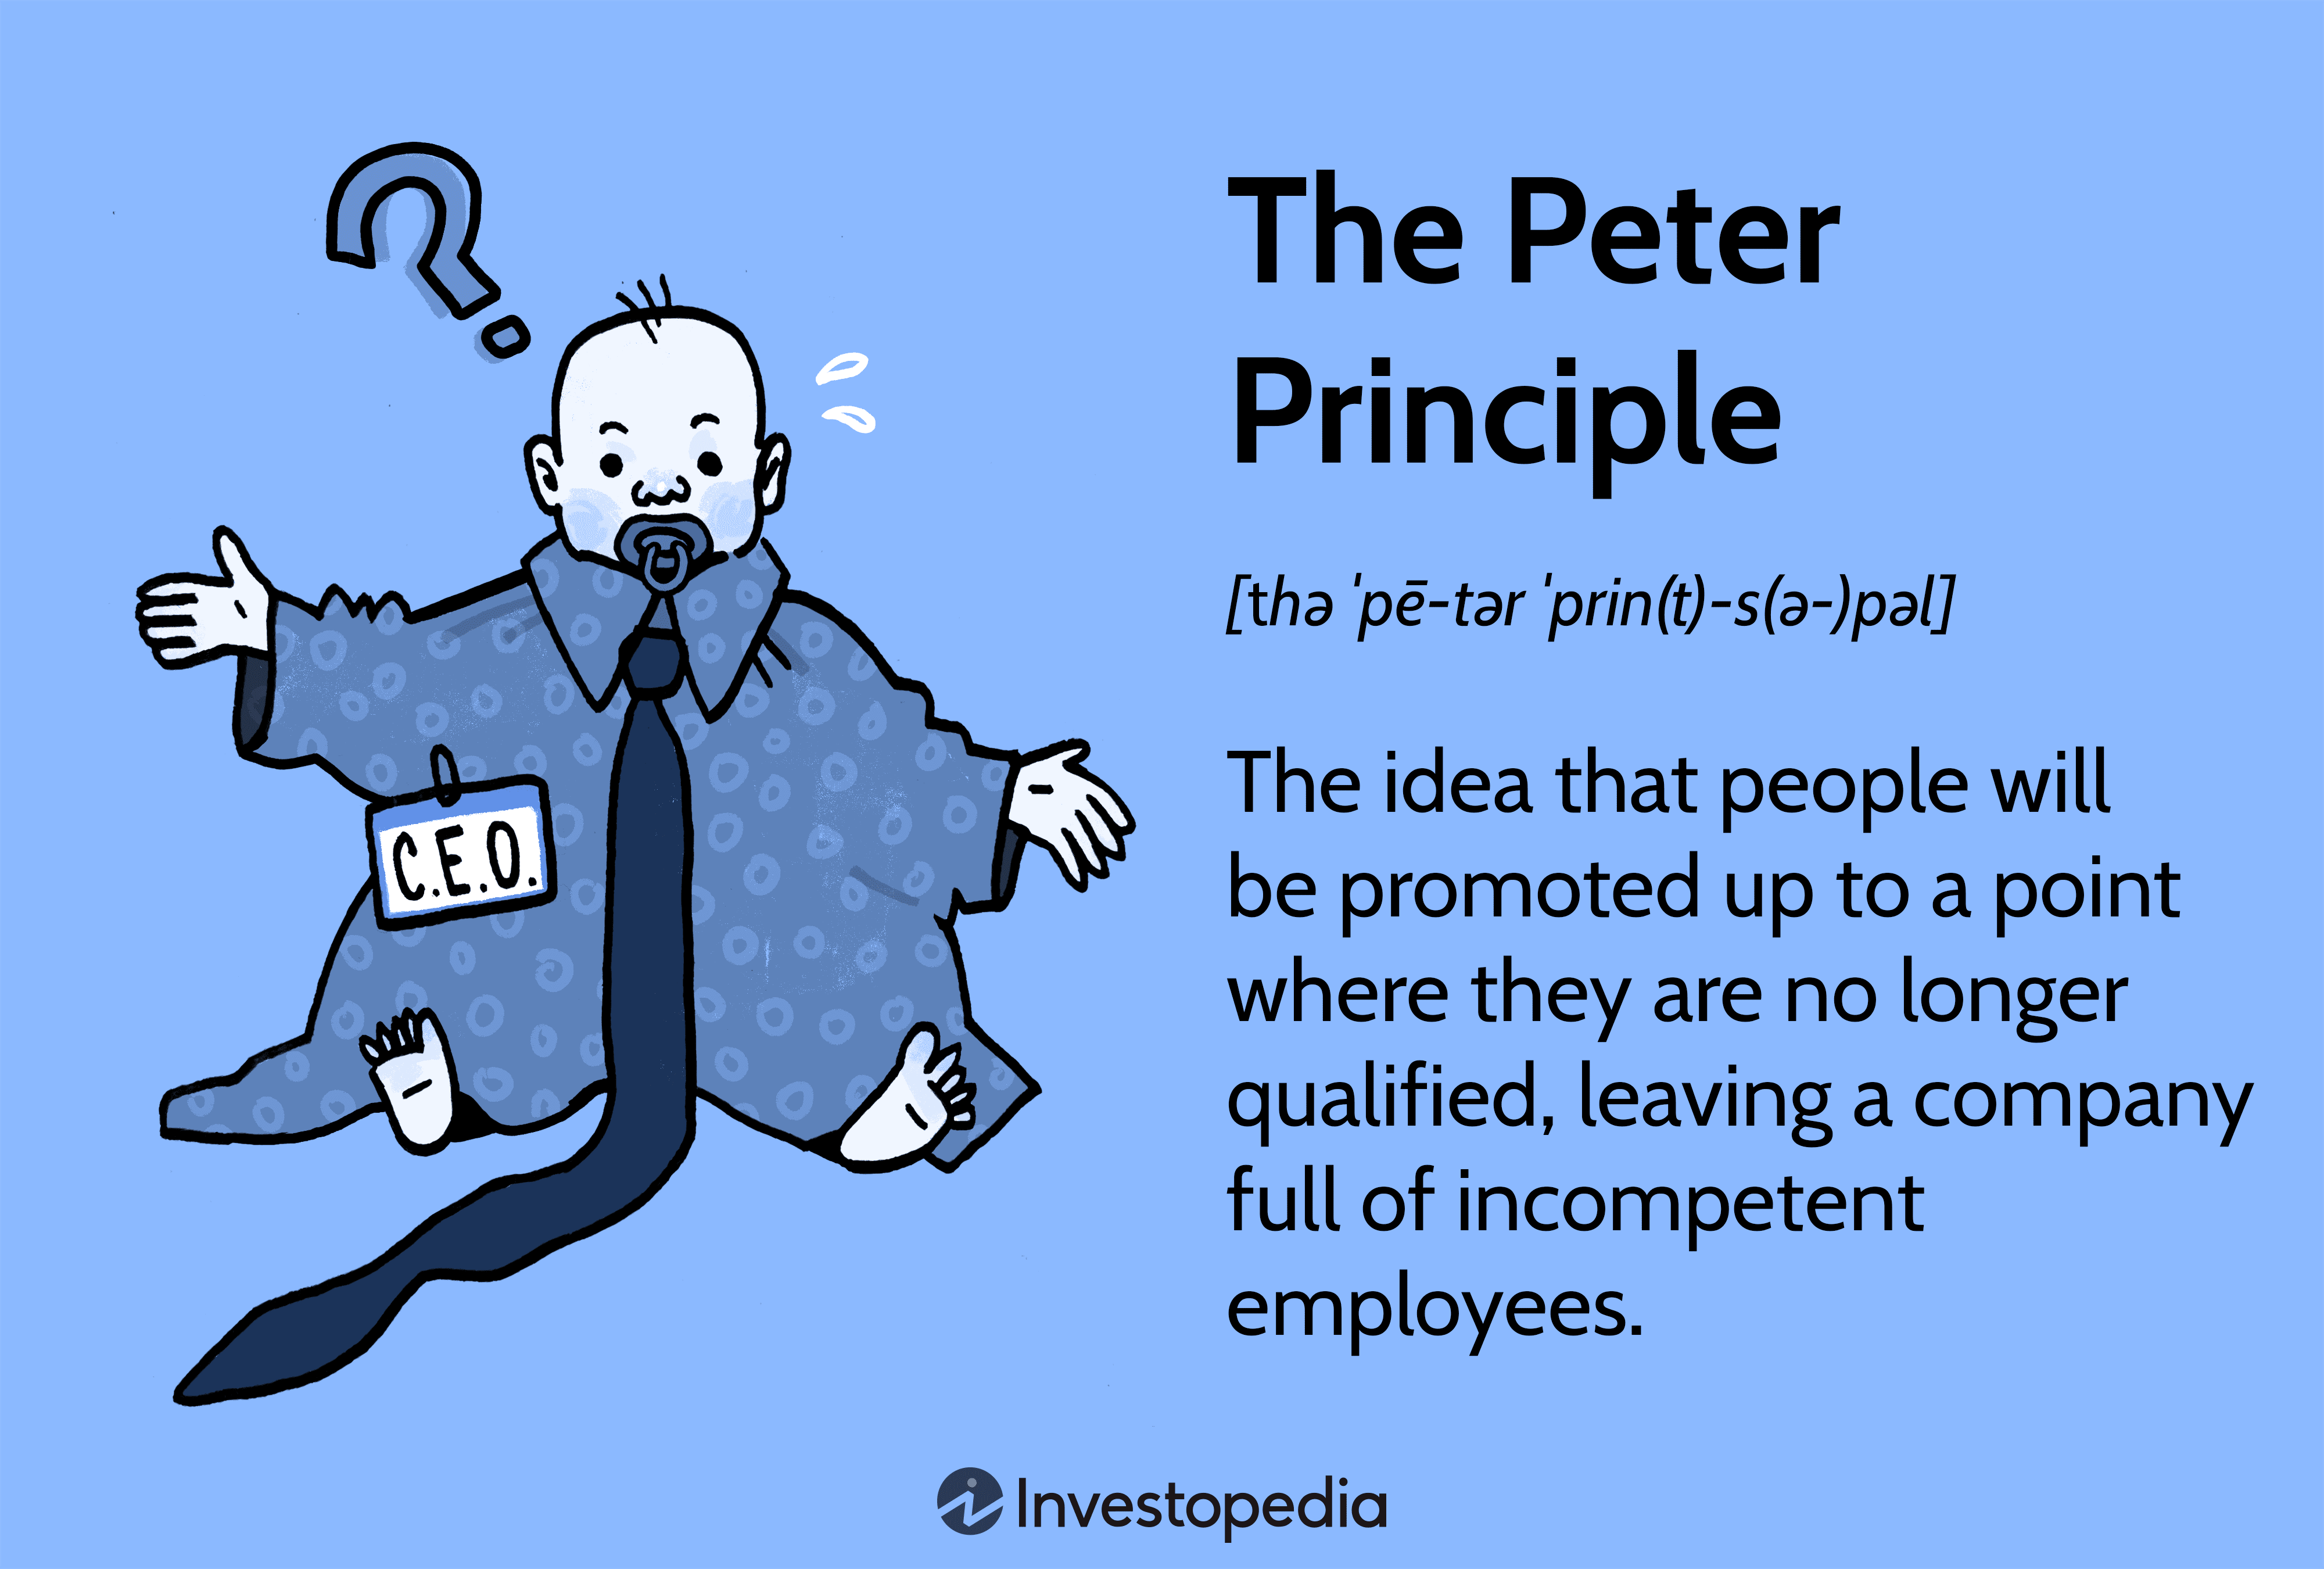 The Peter
Principle
[thə ˈpē-tər ˈprin(t)-s(ə-)pəl]
The idea that people will
be promoted up to a point
where they are no longer
qualified, leaving a company
full of incompetent
employees.
C.E.O.
Investopedia